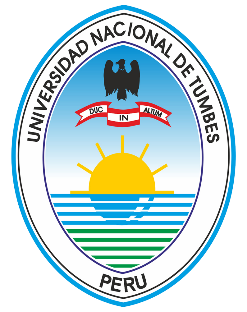 UNIVERSIDAD NACIONAL DE TUMBES
DUC IN ALTUM
PERU